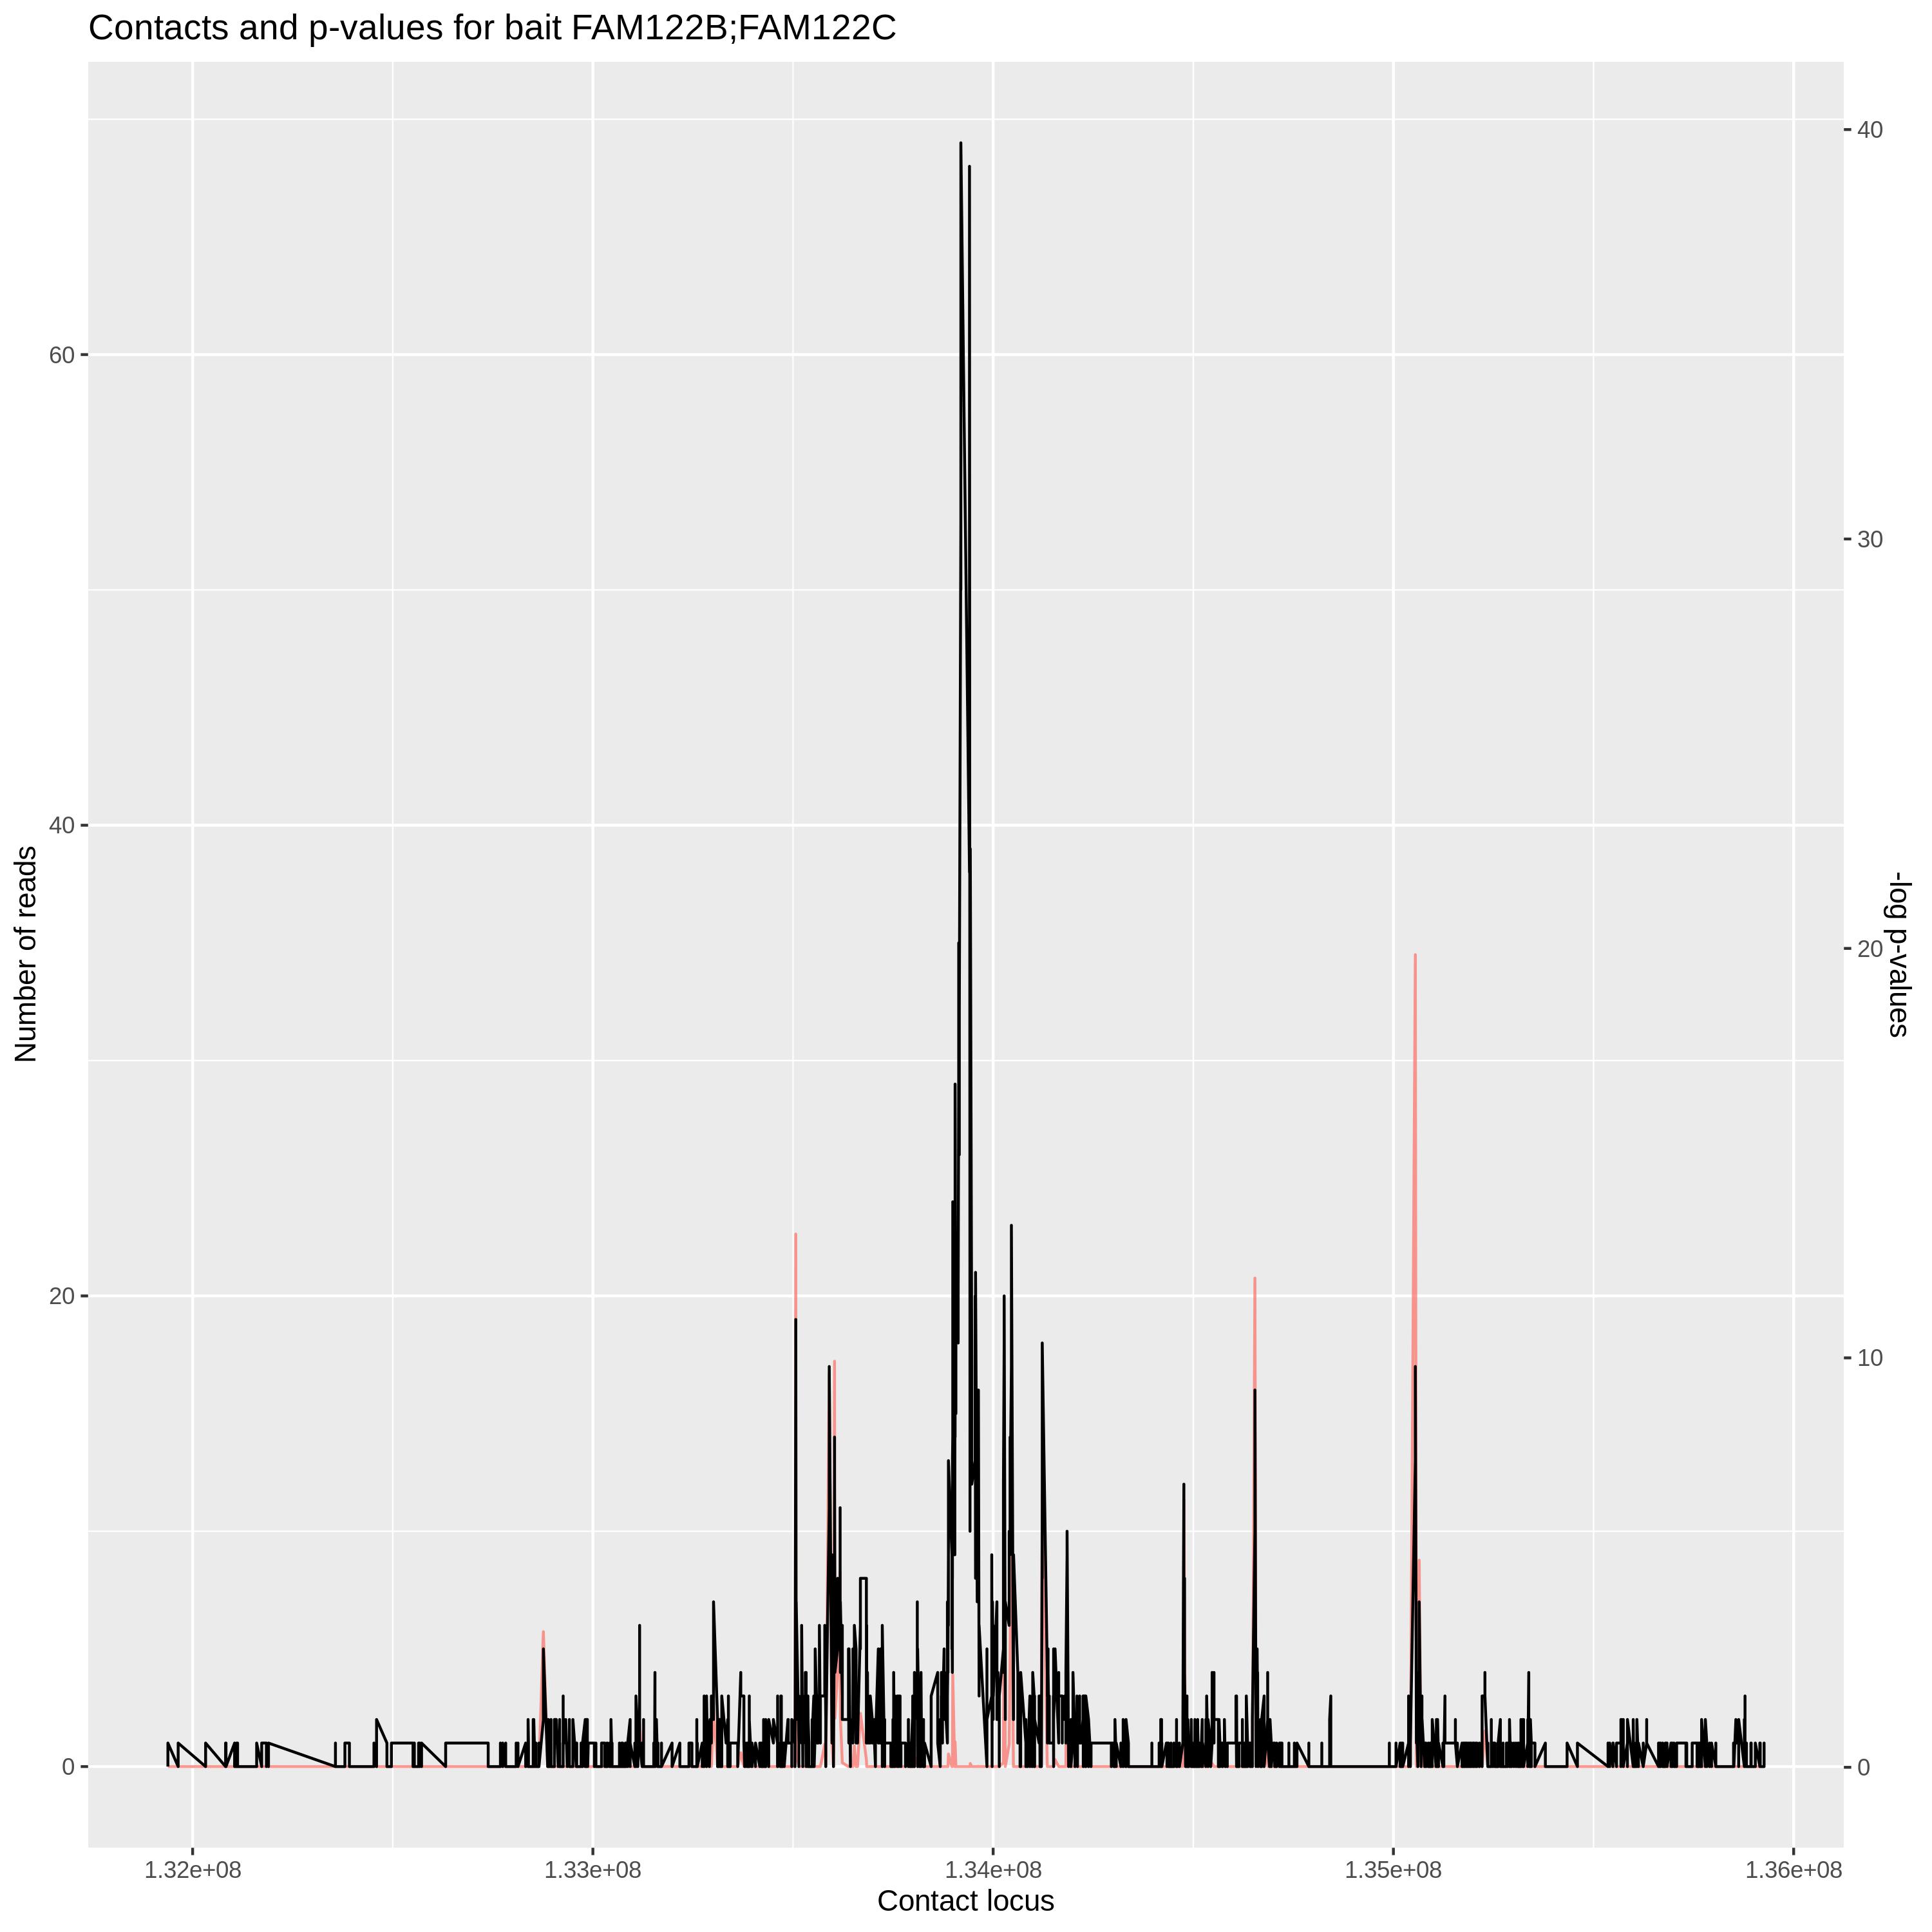 Contacts and p-values for bait FAM122B;FAM122C
Number of reads
60
40
20
0
40
30
20
10
0
-log p-values
1.32e+08
1.33e+08
1.34e+08
1.35e+08
1.36e+08
Contact locus